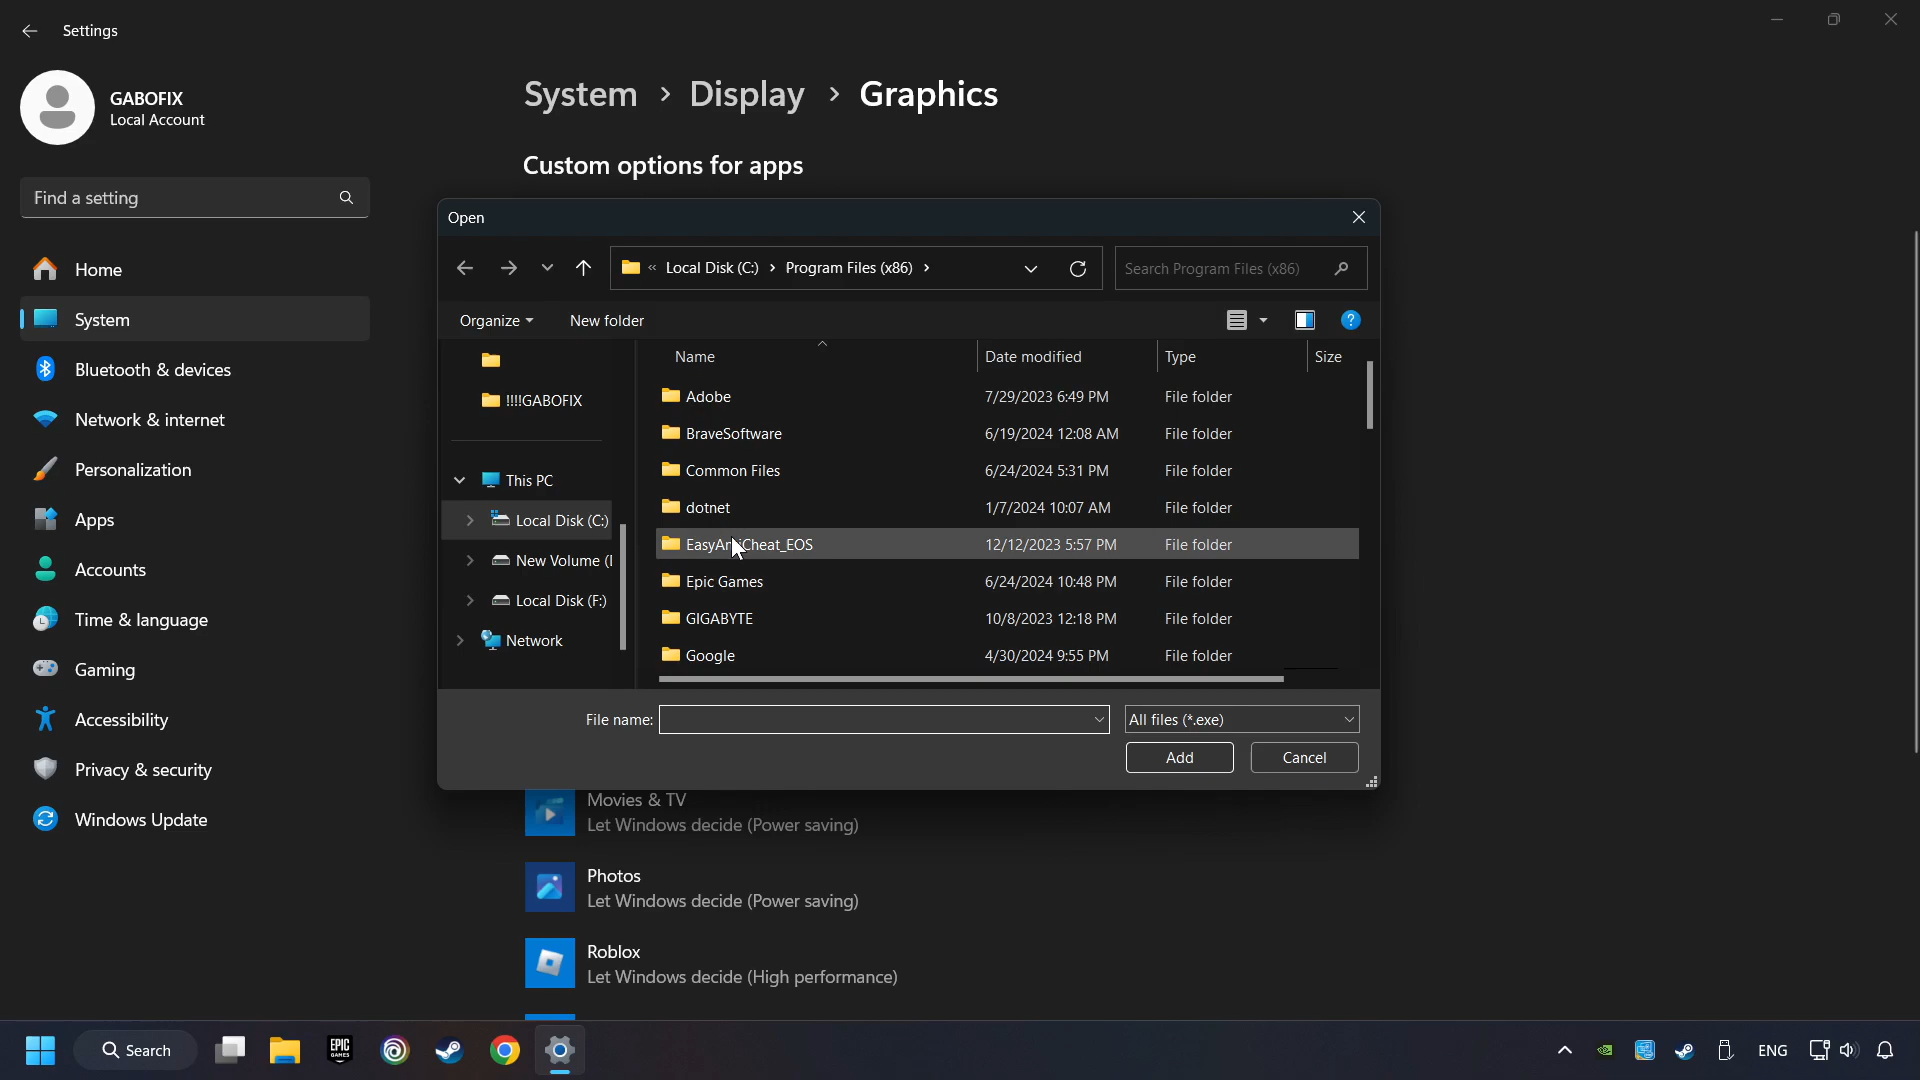 Settings
GABOFIX
Local Account
Find a setting
Home
System
Bluetooth & devices
Network & internet
Personalization
Apps
Accounts
Time & language
Gaming
Accessibility
Privacy & security
Windows Update
System > Display > Graphics
Custom options for apps
Open
« Local Disk (C:) > Program Files (x86) >
Search Program Files (x86)
Organize
New folder
!!!!GABOFIX
This PC
Local Disk (C:)
New Volume (
Local Disk (F:)
Network
Name Date modified Type Size
Adobe 7/29/2023 6:49 PM File folder
BraveSoftware 6/19/2024 12:08 AM File folder
Common Files 6/24/2024 5:31 PM File folder
dotnet 1/7/2024 10:07 AM File folder
EasyAntiCheat_EOS 12/12/2023 5:57 PM File folder
Epic Games 6/24/2024 10:48 PM File folder
GIGABYTE 10/8/2023 12:18 PM File folder
Google 4/30/2024 9:55 PM File folder
File name:
All files (*.exe)
Add
Cancel
Movies & TV
Let Windows decide (Power saving)
Photos
Let Windows decide (Power saving)
Roblox
Let Windows decide (High performance)
Search
EPIC
GAMES
ENG